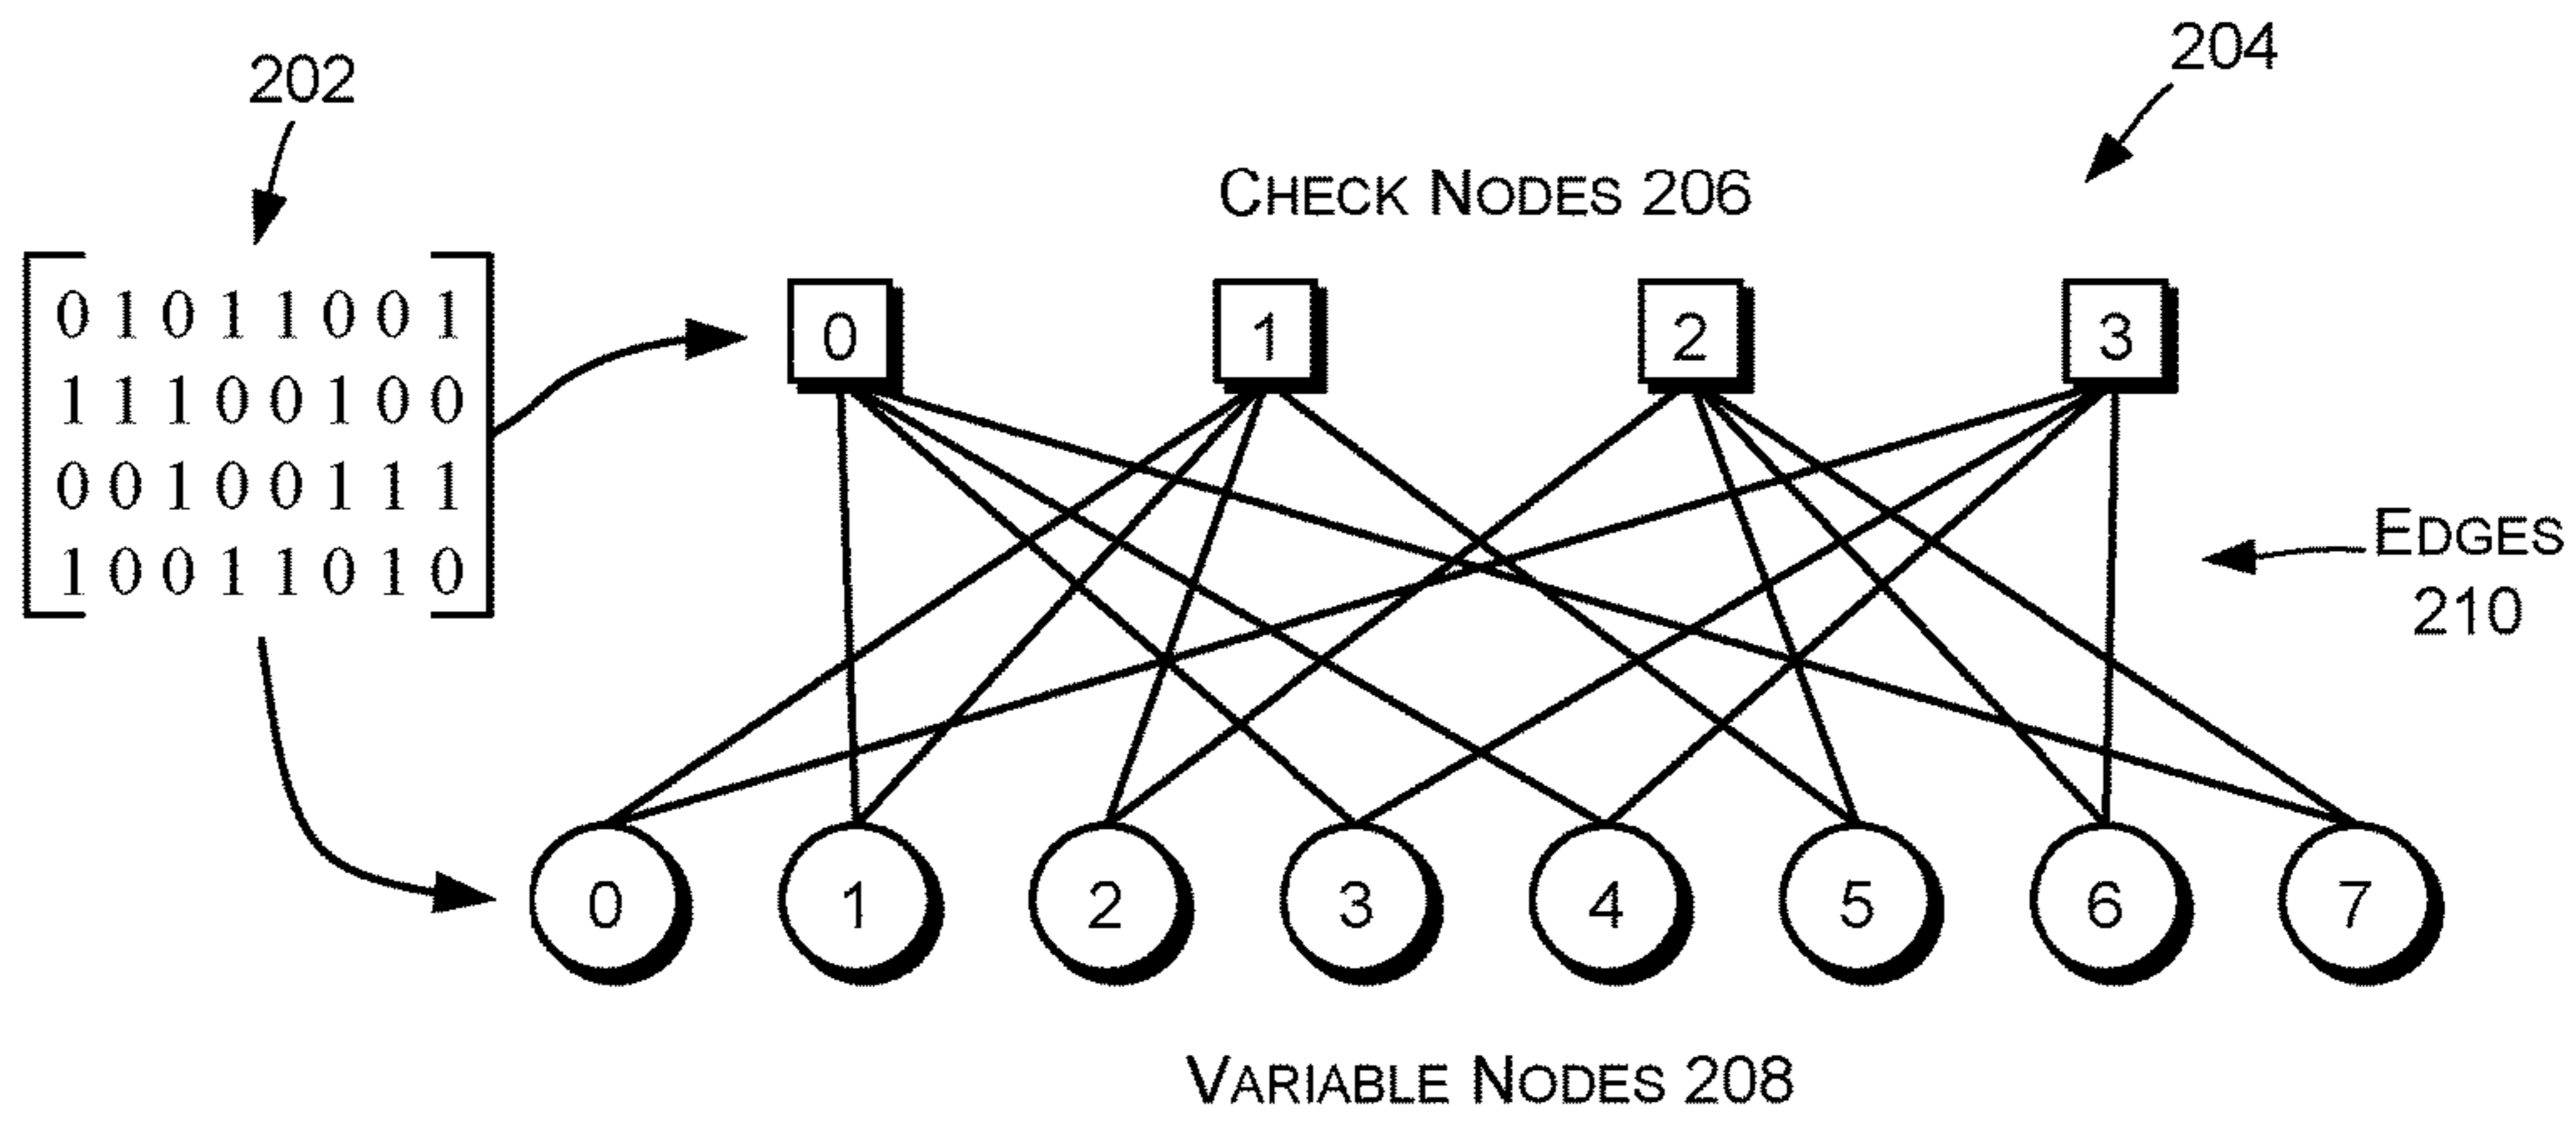 202
204
CHECK NODES 206
0 1 0 1 1 0 0 1
1 1 1 0 0 1 0 0
0 0 1 0 0 1 1 1
1 0 0 1 1 0 1 0
0 1 2 3
EDGES
210
0 1 2 3 4 5 6 7
VARIABLE NODES 208